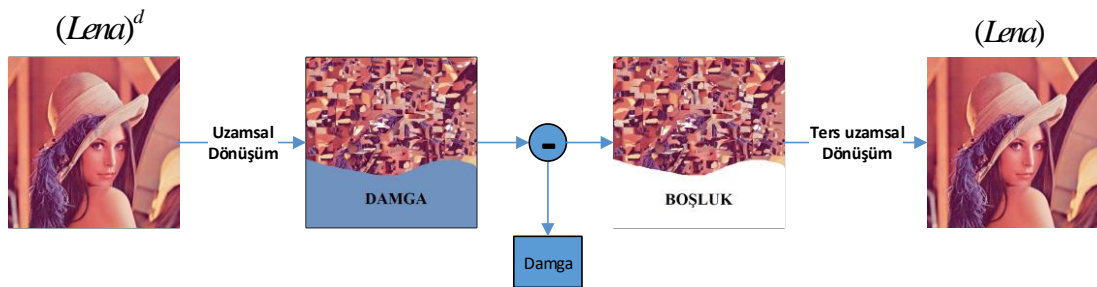 (Lena)^d
(Lena)
Uzamsal
Dönüşüm
DAMGA
-
BOŞLUK
Ters uzamsal
Dönüşüm
Damga